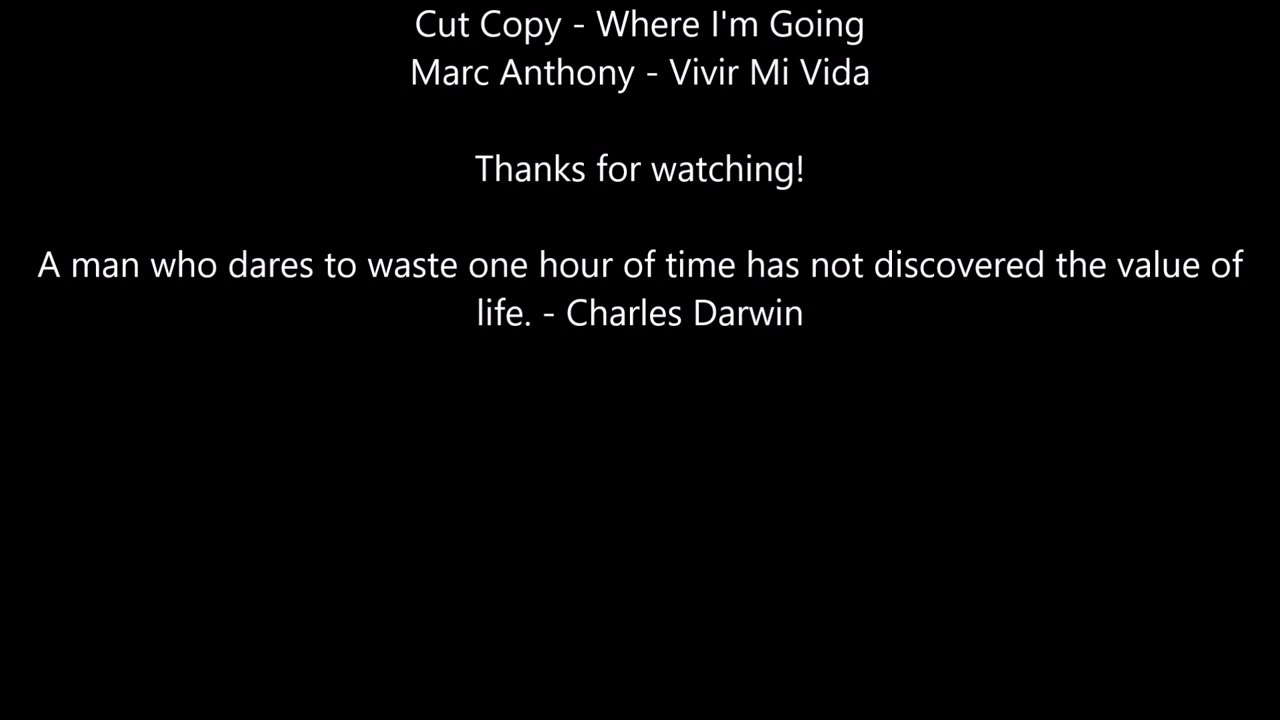 Cut Copy - Where I'm Going
Marc Anthony - Vivir Mi Vida
Thanks for watching!
A man who dares to waste one hour of time has not discovered the value of
life. - Charles Darwin